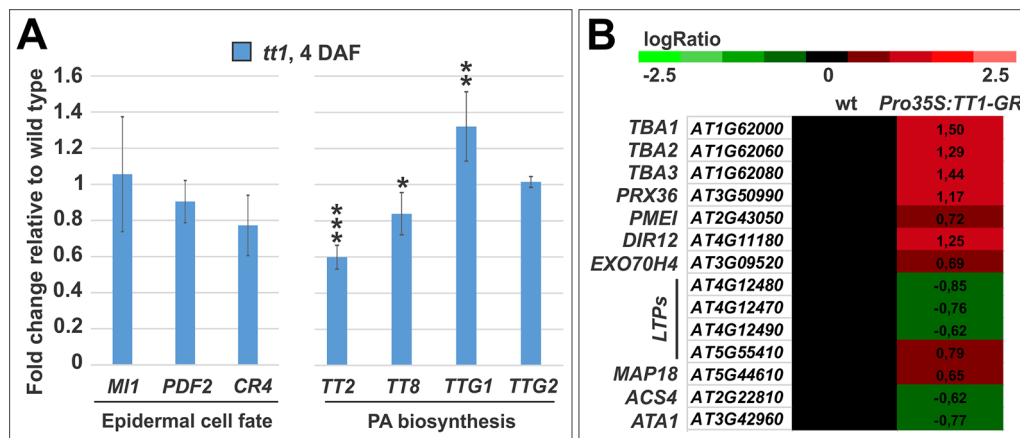 A
tt1, 4 DAF
Fold change relative to wild type
1.6
1.4
1.2
1
0.8
0.6
0.4
0.2
0
***
*
**
MI1 PDF2 CR4 TT2 TT8 TTG1 TTG2
Epidermal cell fate PA biosynthesis
B
logRatio
-2.5 0 2.5
wt Pro35S:TT1-GR
TBA1 AT1G62000 1,50
TBA2 AT1G62060 1,29
TBA3 AT1G62080 1,44
PRX36 AT3G50990 1,17
PMEI AT2G43050 0,72
DIR12 AT4G11180 1,25
EXO70H4 AT3G09520 0,69
LTPs
AT4G12480 -0,85
AT4G12470 -0,76
AT4G12490 -0,62
AT5G55410 0,79
MAP18 AT5G44610 0,65
ACS4 AT2G22810 -0,62
ATA1 AT3G42960 -0,77